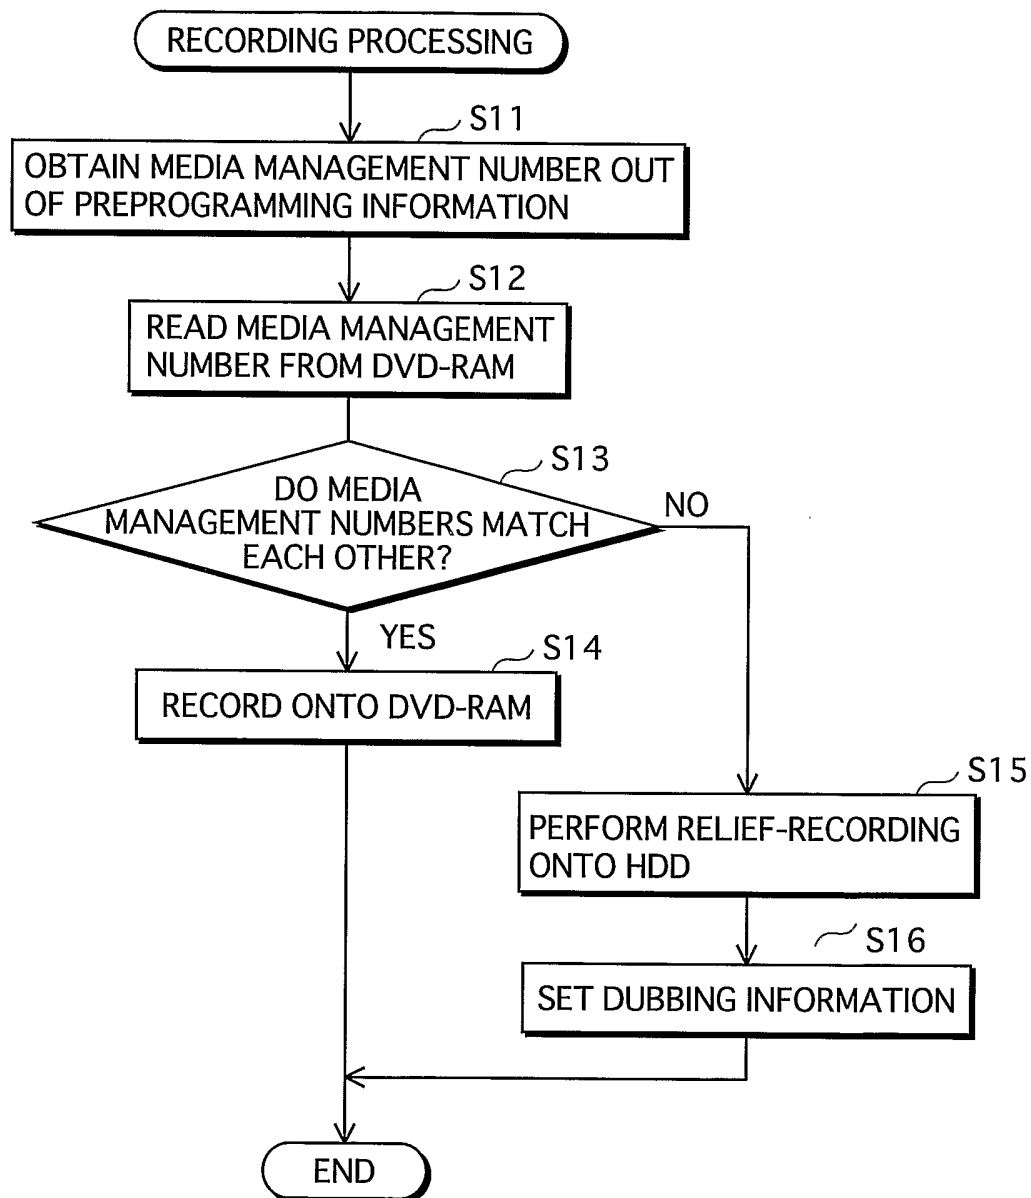 RECORDING PROCESSING
S11
OBTAIN MEDIA MANAGEMENT NUMBER OUT
OF PREPROGRAMMING INFORMATION
S12
READ MEDIA MANAGEMENT
NUMBER FROM DVD-RAM
S13
DO MEDIA
MANAGEMENT NUMBERS MATCH
EACH OTHER?
NO
YES
S14
RECORD ONTO DVD-RAM
S15
PERFORM RELIEF-RECORDING
ONTO HDD
S16
SET DUBBING INFORMATION
END